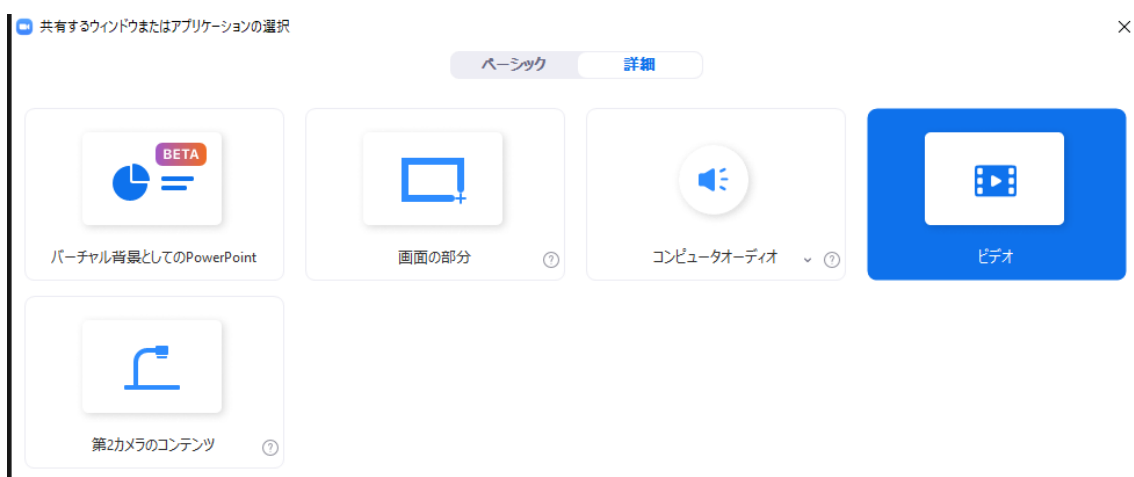 共有するウィンドウまたはアプリケーションの選択
ベーシック 詳細
BETA
バーチャル背景としてのPowerPoint
画面の部分
コンピュータオーディオ
ビデオ
第2カメラのコンテンツ